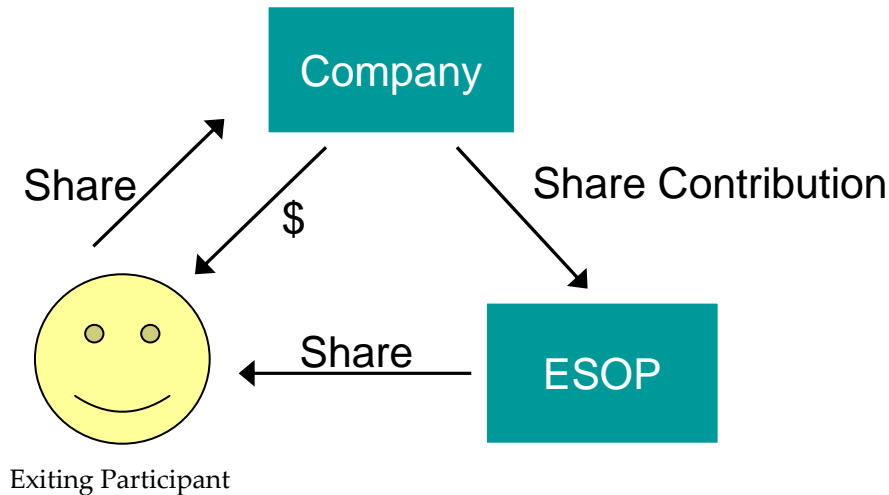 Company
Share
Share Contribution
$
Share
ESOP
Exiting Participant